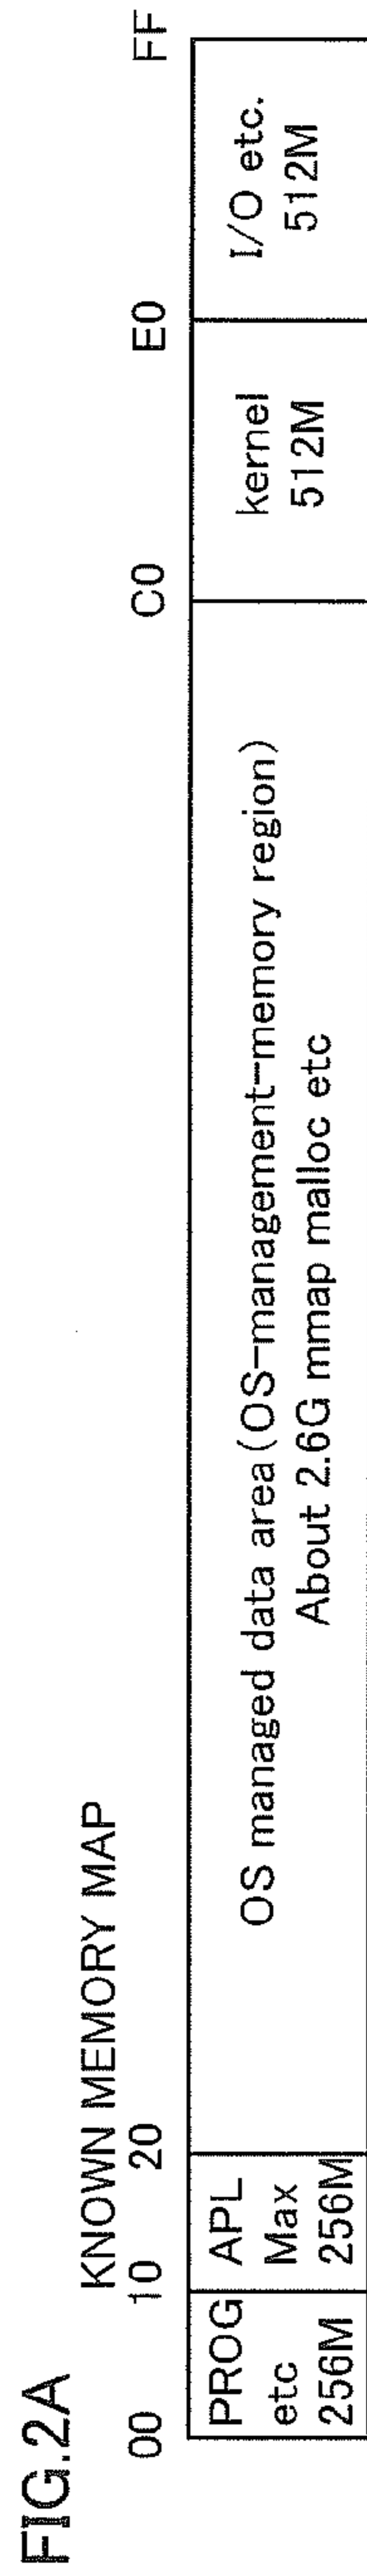 FIG.2A
KNOWN MEMORY MAP
00 10 20 C0 E0 FF
PROG
etc
256M
APL
Max
256M
OS managed data area(OS-management-memory region)
About 2.6G mmap malloc etc
kernel
512M
I/O etc.
512M